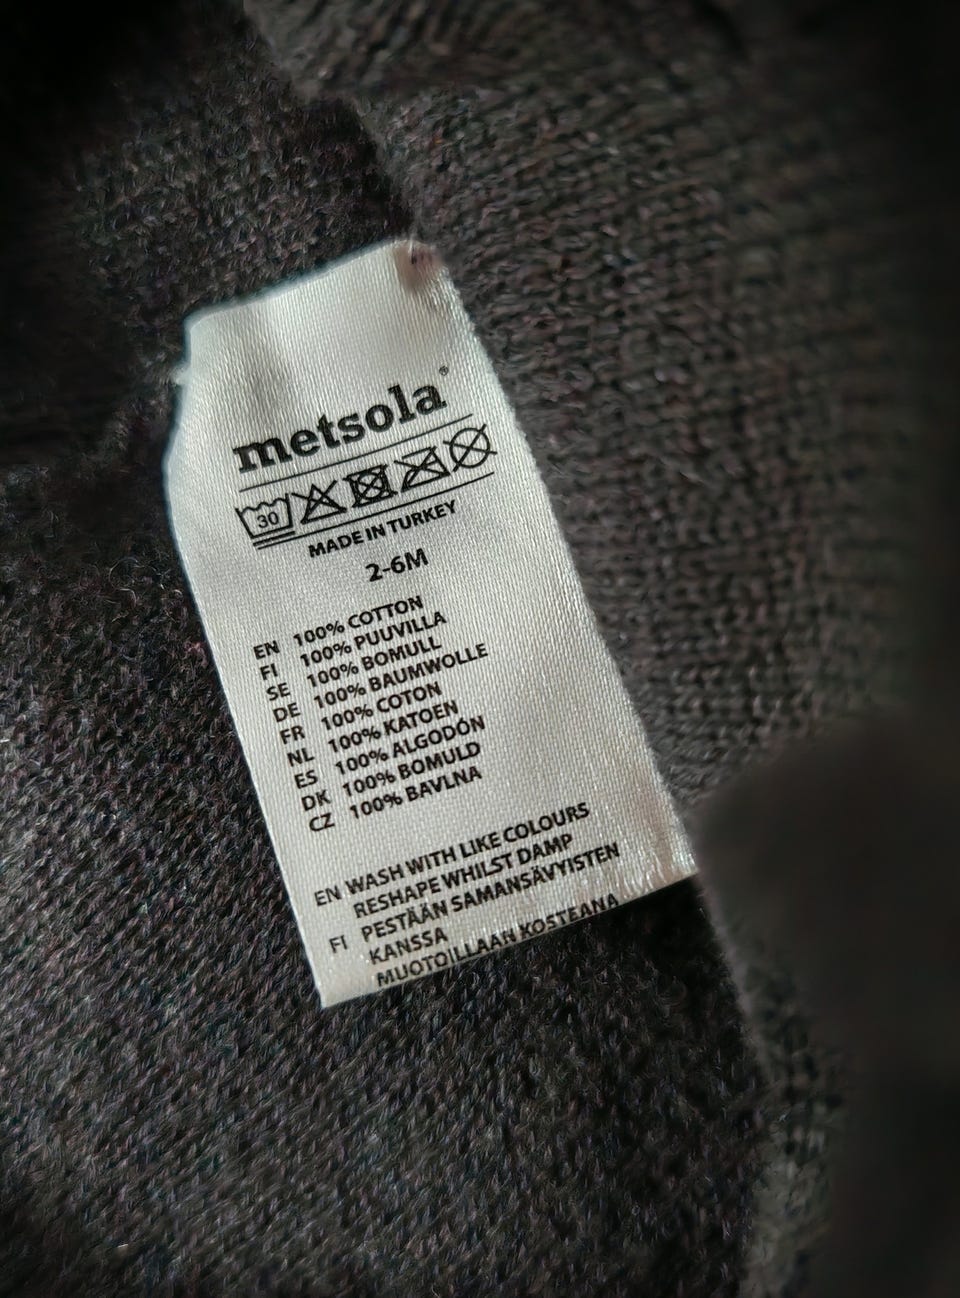 metsola®
30
MADE IN TURKEY
2-6M
EN 100% COTTON
FI 100% PUUVILLA
SE 100% BOMULL
DE 100% BAUMWOLLE
FR 100% COTON
NL 100% KATOEN
ES 100% ALGODÓN
DK 100% BOMULD
CZ 100% BAVLNA
EN WASH WITH LIKE COLOURS
RESHAPE WHILST DAMP
FI PESTÄÄN SAMANSÄVYISTEN
KANSSA
MUOTOILLAAN KOSTEANA